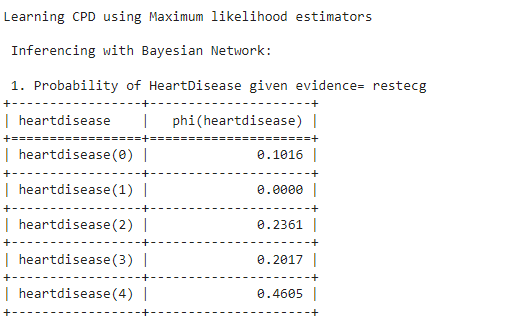 Learning CPD using Maximum likelihood estimators
Inferencing with Bayesian Network:
1. Probability of HeartDisease given evidence= restecg
+-----------------+---------------------+
| heartdisease    |   phi(heartdisease) |
+=================+=====================+
| heartdisease(0) |              0.1016 |
+-----------------+---------------------+
| heartdisease(1) |              0.0000 |
+-----------------+---------------------+
| heartdisease(2) |              0.2361 |
+-----------------+---------------------+
| heartdisease(3) |              0.2017 |
+-----------------+---------------------+
| heartdisease(4) |              0.4605 |
+-----------------+---------------------+